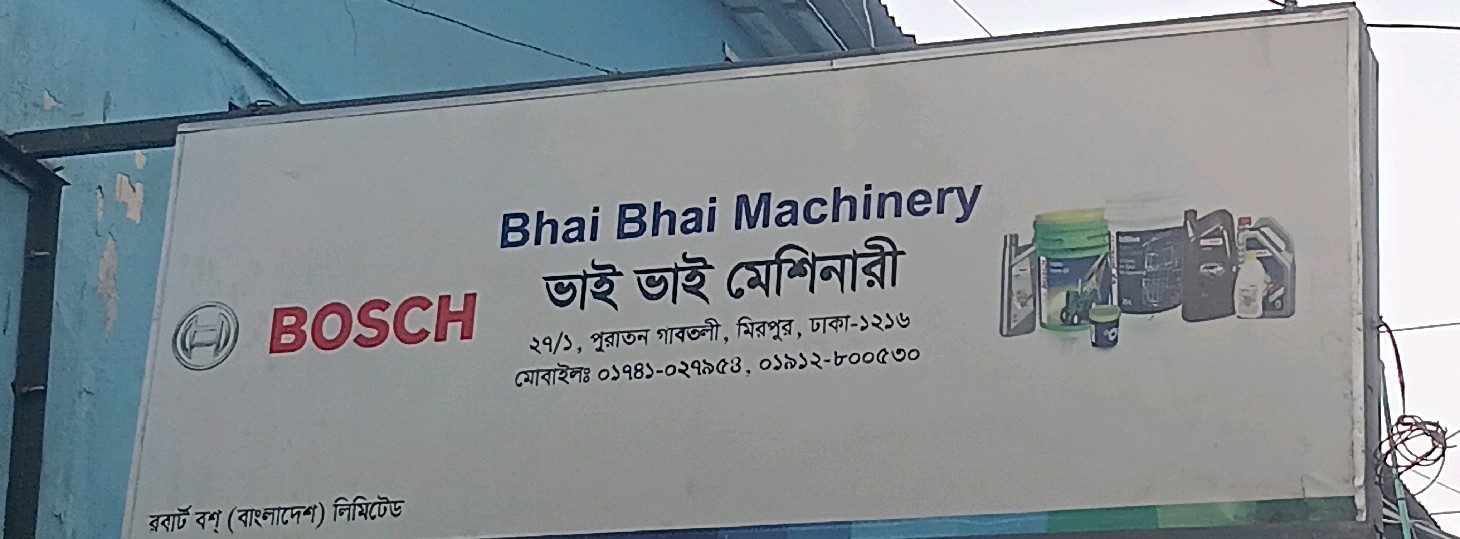 Bhai Bhai Machinery
ভাই ভাই মেশিনারী
BOSCH
২৭/১, পুরাতন গাবতলী, মিরপুর, ঢাকা-১২১৬
মোবাইলঃ ০১৭৪১-০২৭৯৫৪, ০১৯১২-৮০০৫৩০
রবার্ট বশ্ (বাংলাদেশ) লিমিটেড